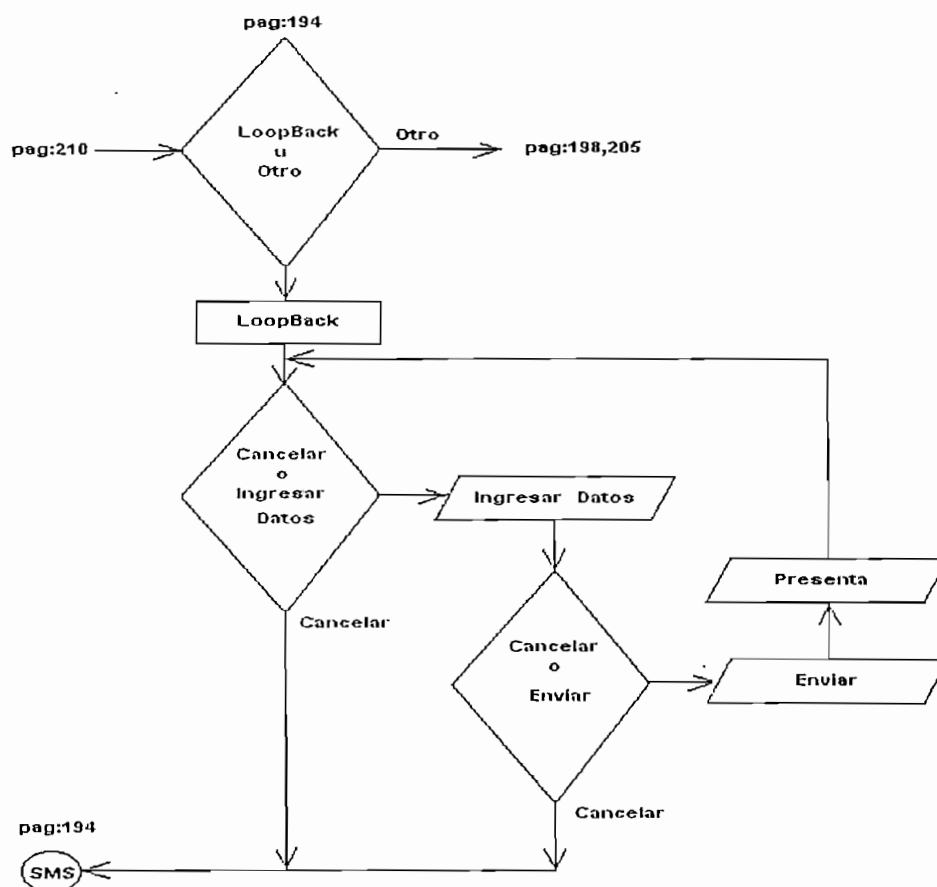 pag:194
LoopBack
u
Otro
Otro
pag:210
pag:198,205
LoopBack
Cancelar
o
Ingresar
Datos
Ingresar Datos
Presenta
Cancelar
Cancelar
o
Enviar
Enviar
Cancelar
pag:194
SMS